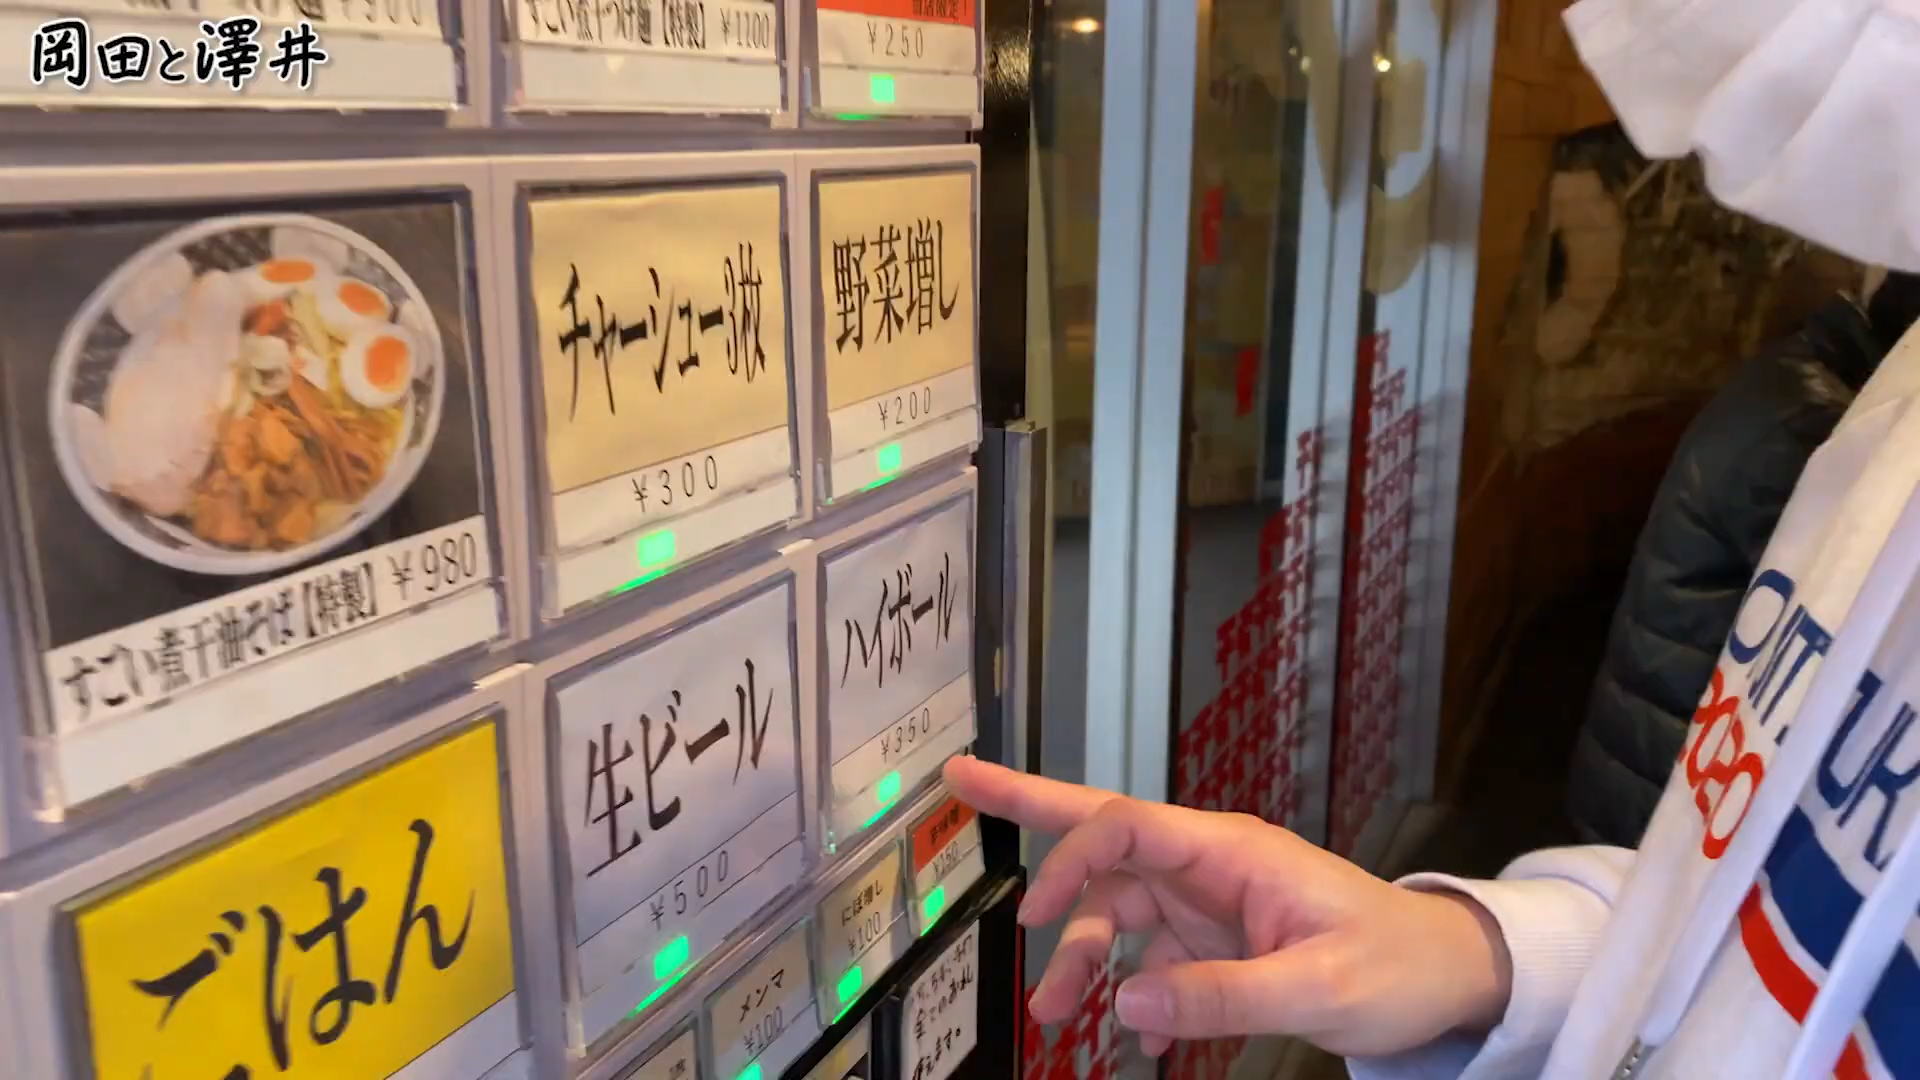 岡田と澤井
すごい煮干つけ麺【特製】 ¥1100
¥250
チャーシュー3枚
¥300
野菜増し
¥200
すごい煮干油そば【特製】 ¥980
生ビール
¥500
ハイボール
¥350
ごはん
メンマ
¥100
にぼ増し
¥100
¥150